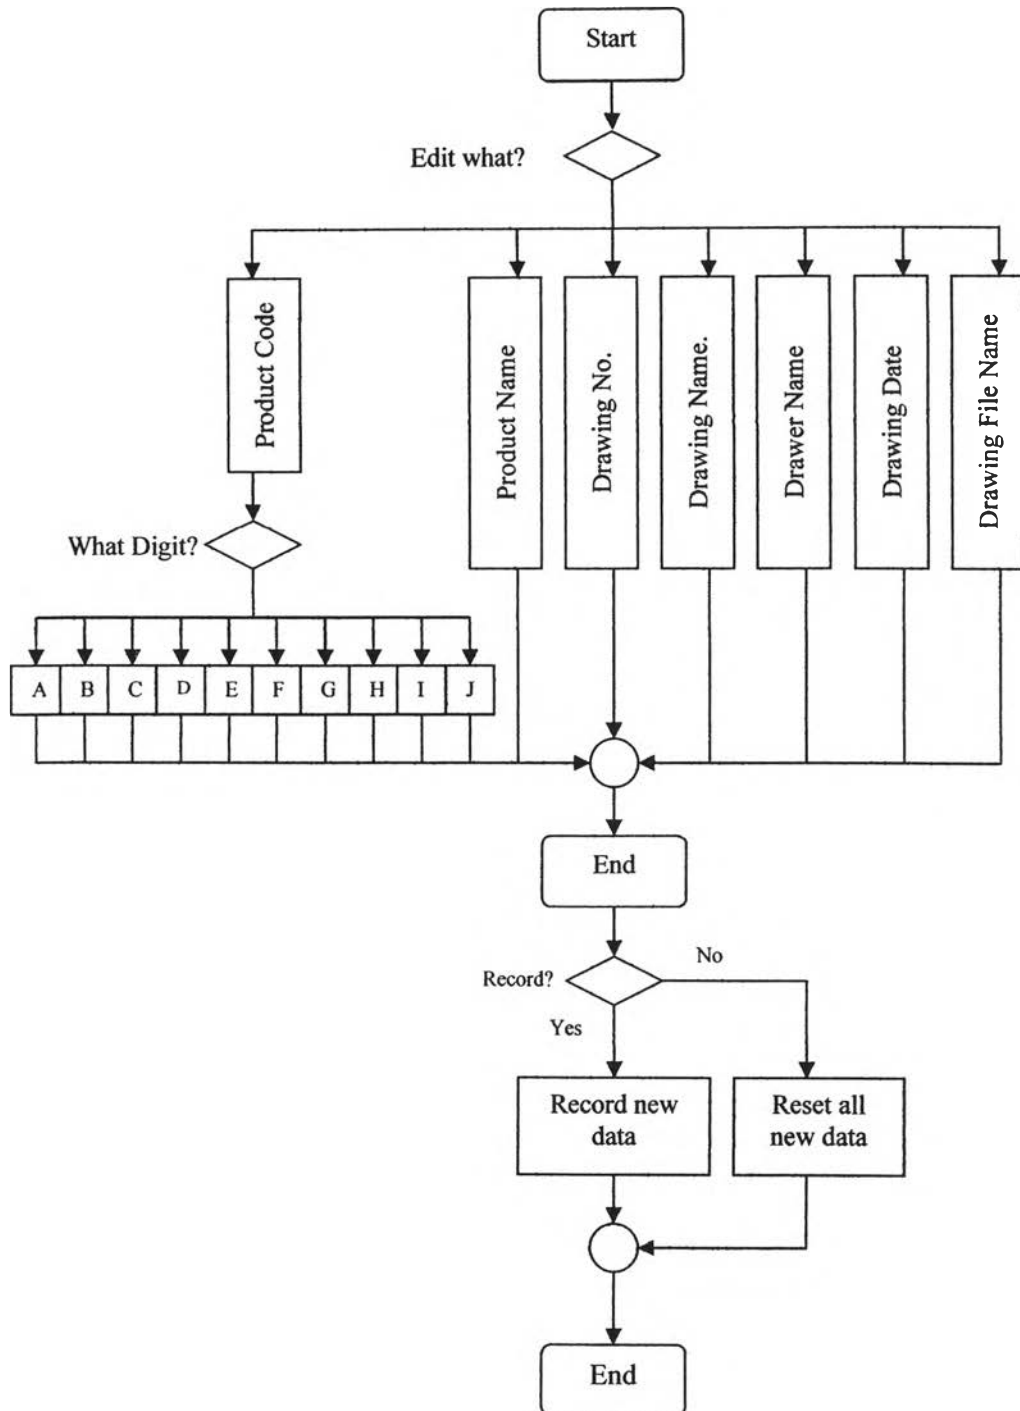 Start
Edit what?
Product Code
Product Name
Drawing No.
Drawing Name.
Drawer Name
Drawing Date
Drawing File Name
What Digit?
A B C D E F G H I J
End
Record?
No
Yes
Record new
data
Reset all
new data
End